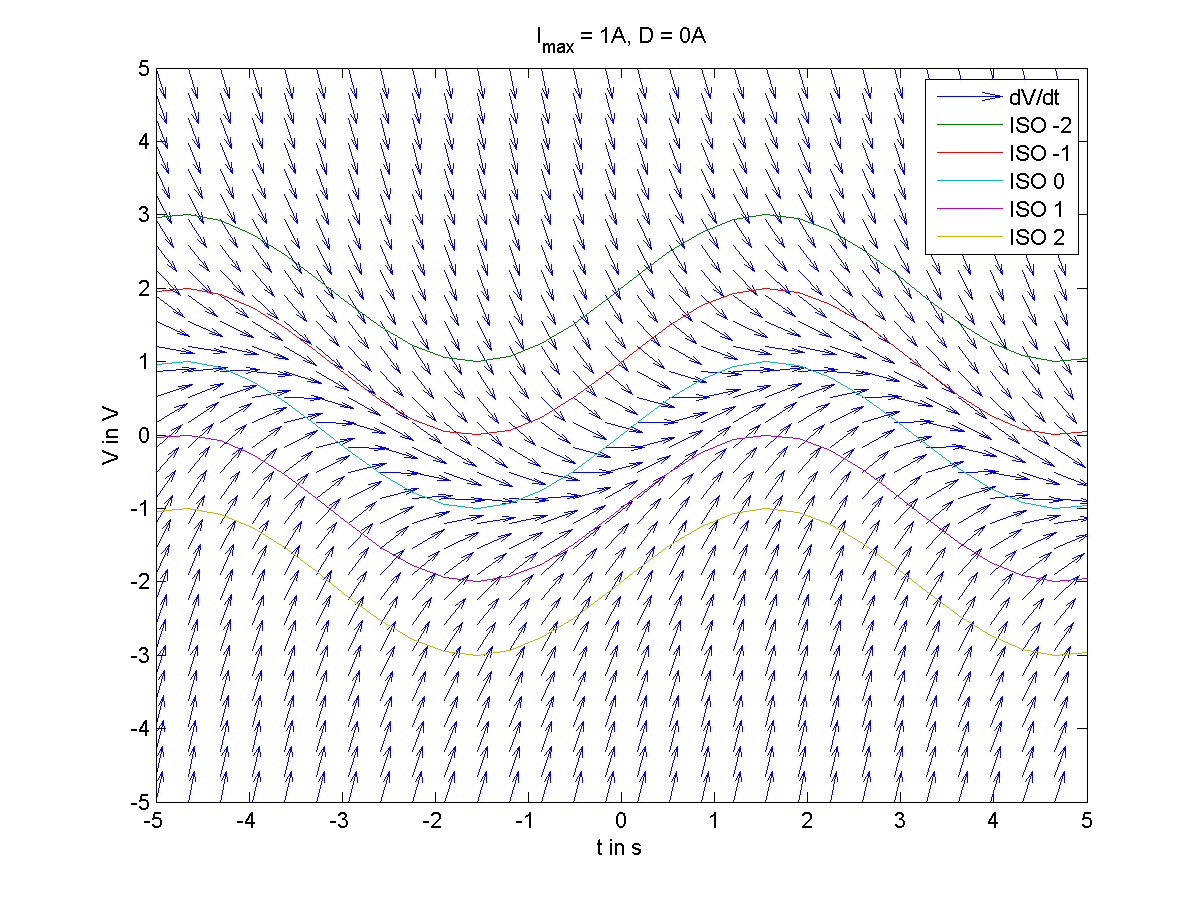 I_max = 1A, D = 0A
dV/dt
ISO -2
ISO -1
ISO 0
ISO 1
ISO 2
5
4
3
2
1
0
-1
-2
-3
-4
-5
V in V
-5 -4 -3 -2 -1 0 1 2 3 4 5
t in s